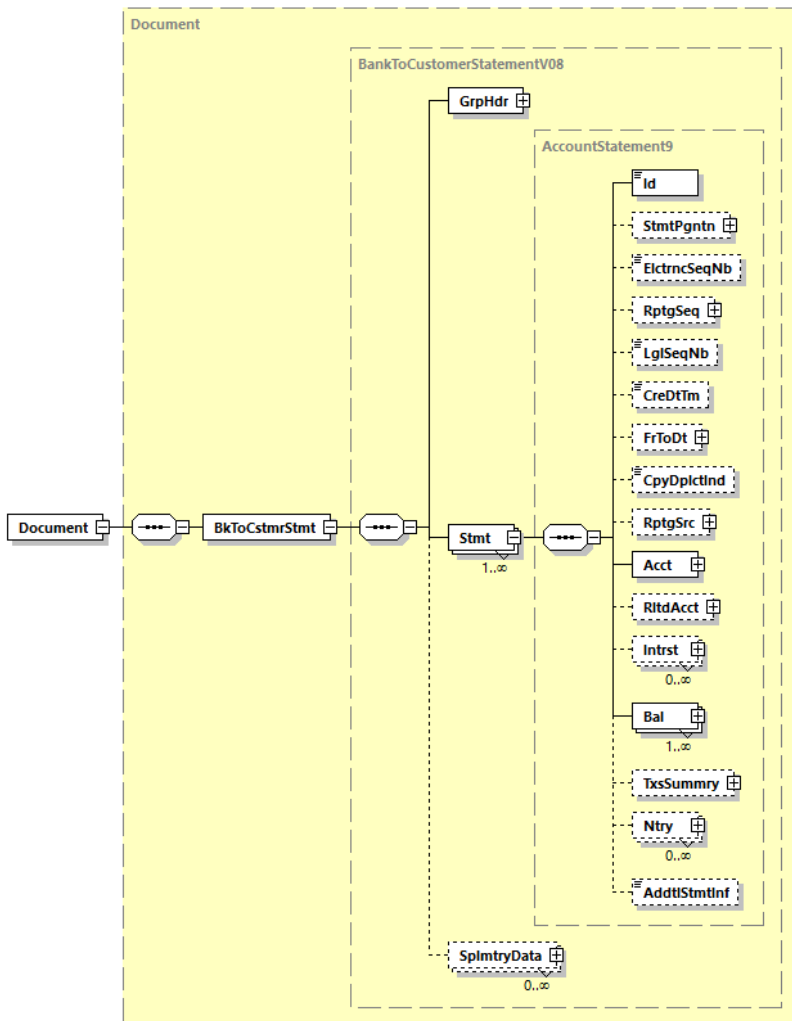 Document
BankToCustomerStatementV08
GrpHdr
AccountStatement9
Id
StmtPgntn
ElctrncSeqNb
RptgSeq
LglSeqNb
CreDtTm
FrToDt
CpyDplctInd
Document
BkToCstmrStmt
Stmt
1..∞
RptgSrc
Acct
RltdAcct
Intrst
0..∞
Bal
1..∞
TxsSummry
Ntry
0..∞
AddtlStmtInf
SplmtryData
0..∞